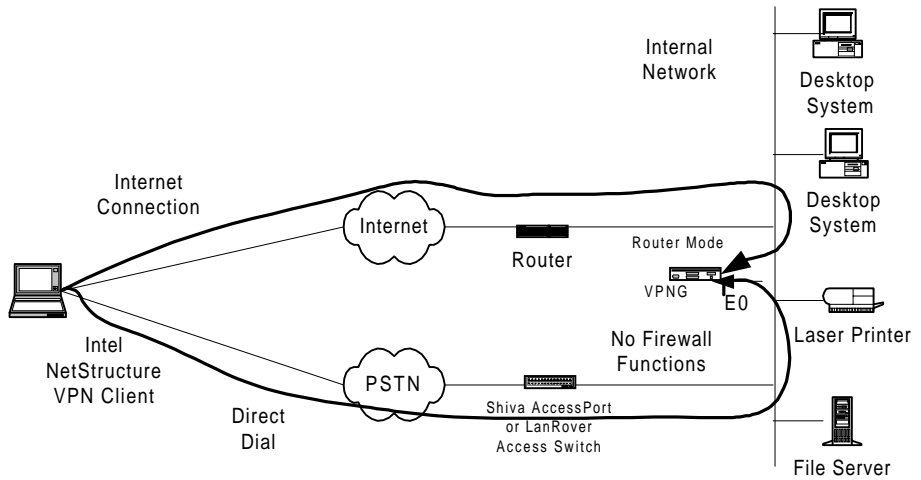 Internal
Network
Desktop
System
Internet
Connection
Desktop
System
Internet
Router
Router Mode
VPNG
E0
Laser Printer
No Firewall
Functions
Intel
NetStructure
VPN Client
PSTN
Direct
Dial
Shiva AccessPort
or LanRover
Access Switch
File Server